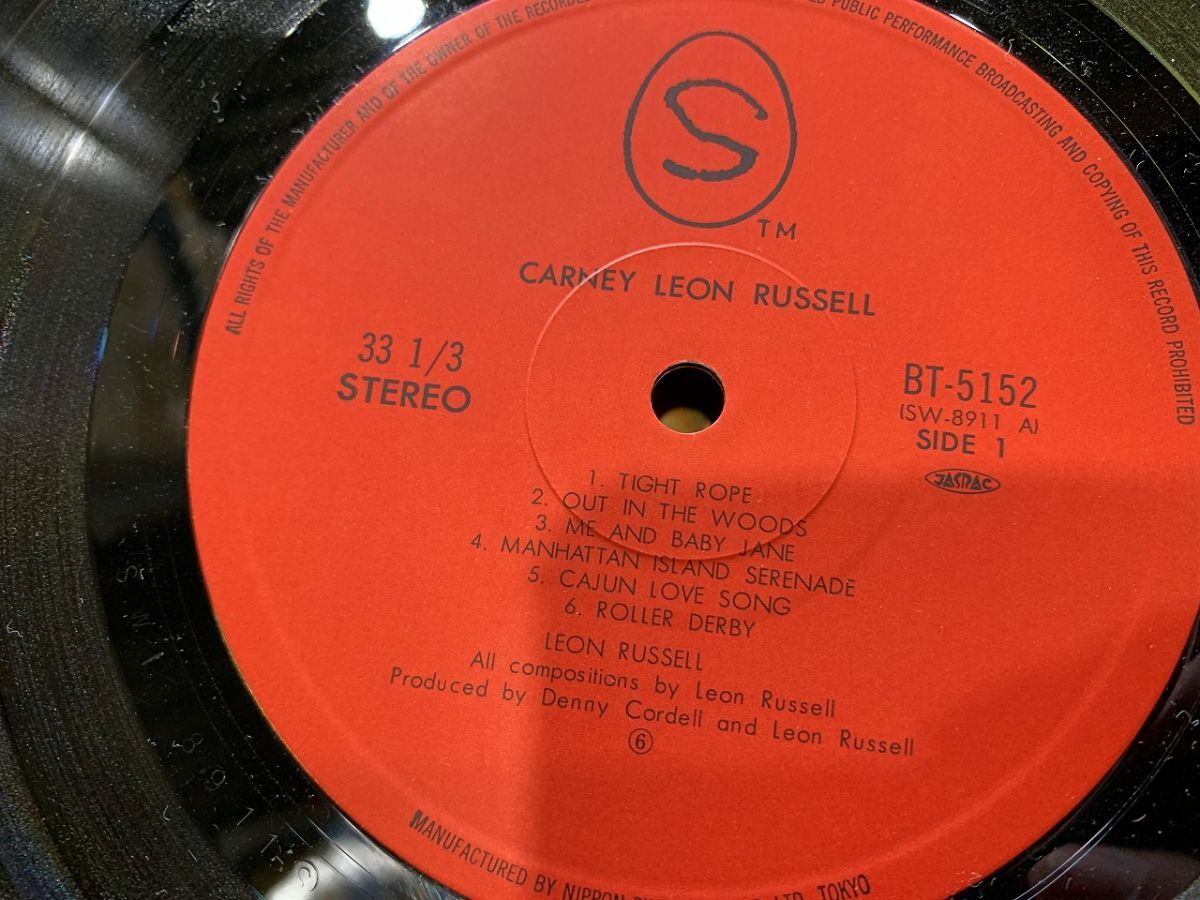 ALL RIGHTS OF THE MANUFACTURER AND OF THE OWNER OF THE RECORDED
PUBLIC PERFORMANCE BROADCASTING AND COPYING OF THIS RECORD PROHIBITED
S
TM
CARNEY LEON RUSSELL
33 1/3
STEREO
BT-5152
(SW-8911 A)
SIDE 1
JASRAC
1. TIGHT ROPE
2. OUT IN THE WOODS
3. ME AND BABY JANE
4. MANHATTAN ISLAND SERENADE
5. CAJUN LOVE SONG
6. ROLLER DERBY
LEON RUSSELL
All compositions by Leon Russell
Produced by Denny Cordell and Leon Russell
6
MANUFACTURED BY NIPPON LTD, TOKYO